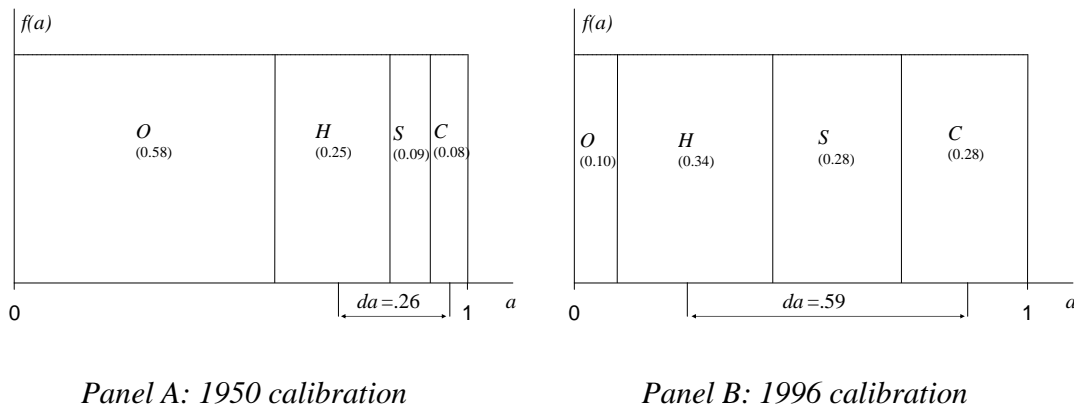 f(a)
O
(0.58)
H
(0.25)
S
(0.09)
C
(0.08)
da=.26
0
1
a
Panel A: 1950 calibration
f(a)
O
(0.10)
H
(0.34)
S
(0.28)
C
(0.28)
da=.59
0
1
a
Panel B: 1996 calibration